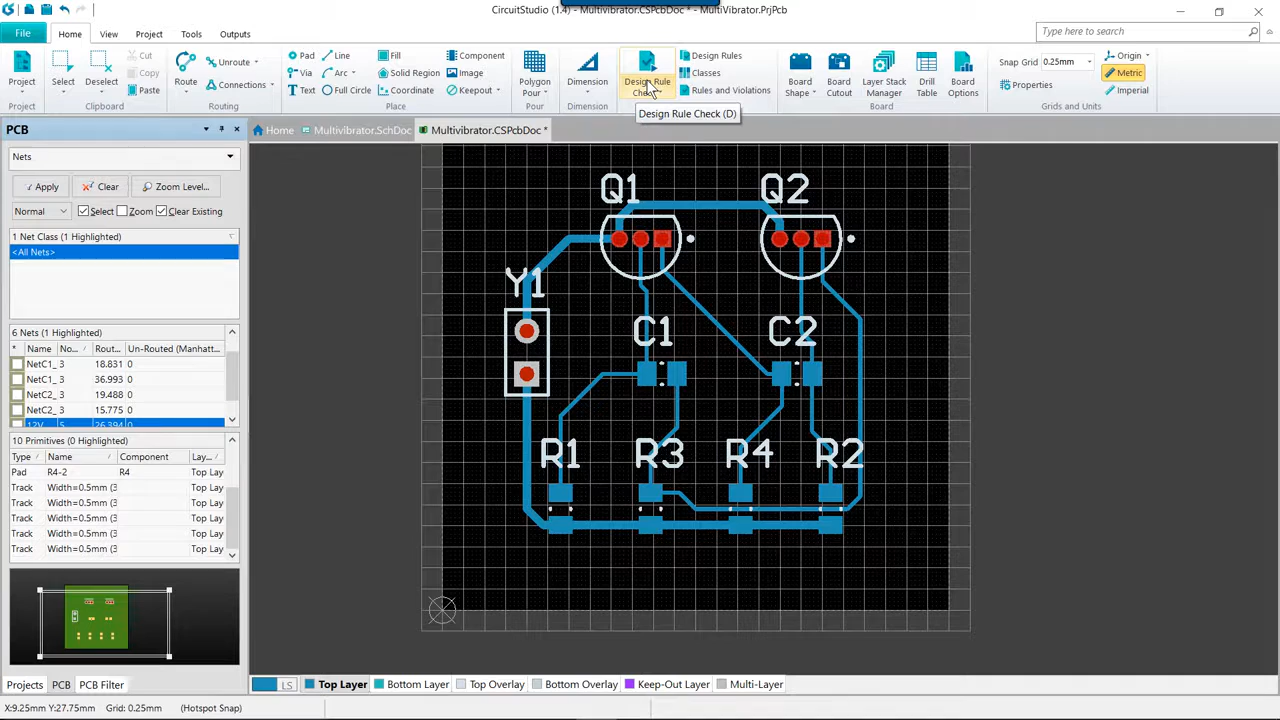 CircuitStudio (1.4) - Multivibrator.CSPcbDoc * - MultiVibrator.PrjPcb
File Home View Project Tools Outputs
Type here to search
Project
Project
Select
Deselect
Cut
Copy
Paste
Clipboard
Route
Unroute
Connections
Routing
Pad Line
Via Arc
Text Full Circle
Fill
Solid Region
Coordinate
Component
Image
Keepout
Place
Polygon Pour
Pour
Dimension
Dimension
Design Rule
Design Rules
Classes
Rules and Violations
Board Shape
Board Cutout
Layer Stack Manager
Drill Table
Board Options
Board
Snap Grid 0.25mm
Properties
Origin
Metric
Imperial
Grids and Units
Design Rule Check (D)
PCB
Home Multivibrator.SchDoc Multivibrator.CSPcbDoc *
Nets
Apply Clear Zoom Level...
Normal Select Zoom Clear Existing
1 Net Class (1 Highlighted)
<All Nets>
6 Nets (1 Highlighted)
* Name No... Rout... Un-Routed (Manhatt
NetC1_ 3 18.831 0
NetC1_ 3 36.993 0
NetC2_ 3 19.488 0
NetC2_ 3 15.775 0
12V 5 26.394 0
10 Primitives (0 Highlighted)
Type Name Component Lay...
Pad R4-2 R4 Top Lay
Track Width=0.5mm (3 Top Lay
Track Width=0.5mm (3 Top Lay
Track Width=0.5mm (3 Top Lay
Track Width=0.5mm (3 Top Lay
Track Width=0.5mm (3 Top Lay
Q1 Q2
Y1
C1 C2
R1 R3 R4 R2
Projects PCB PCB Filter
LS Top Layer Bottom Layer Top Overlay Bottom Overlay Keep-Out Layer Multi-Layer
X:9.25mm Y:27.75mm Grid: 0.25mm (Hotspot Snap)